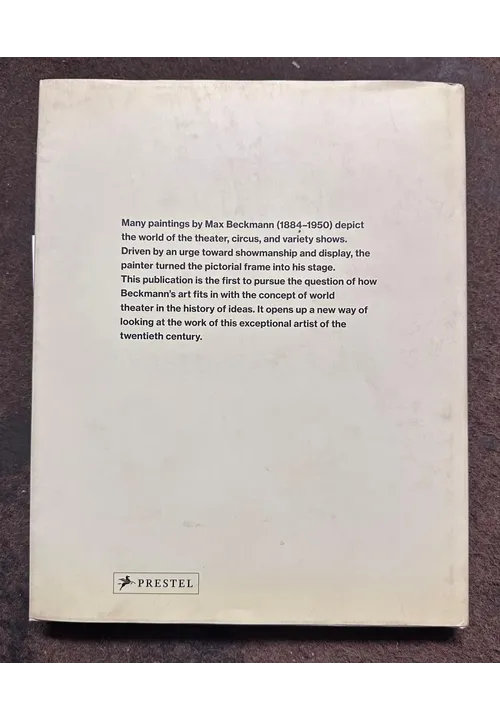 Many paintings by Max Beckmann (1884–1950) depict
the world of the theater, circus, and variety shows.
Driven by an urge toward showmanship and display, the
painter turned the pictorial frame into his stage.
This publication is the first to pursue the question of how
Beckmann's art fits in with the concept of world
theater in the history of ideas. It opens up a new way of
looking at the work of this exceptional artist of the
twentieth century.
PRESTEL